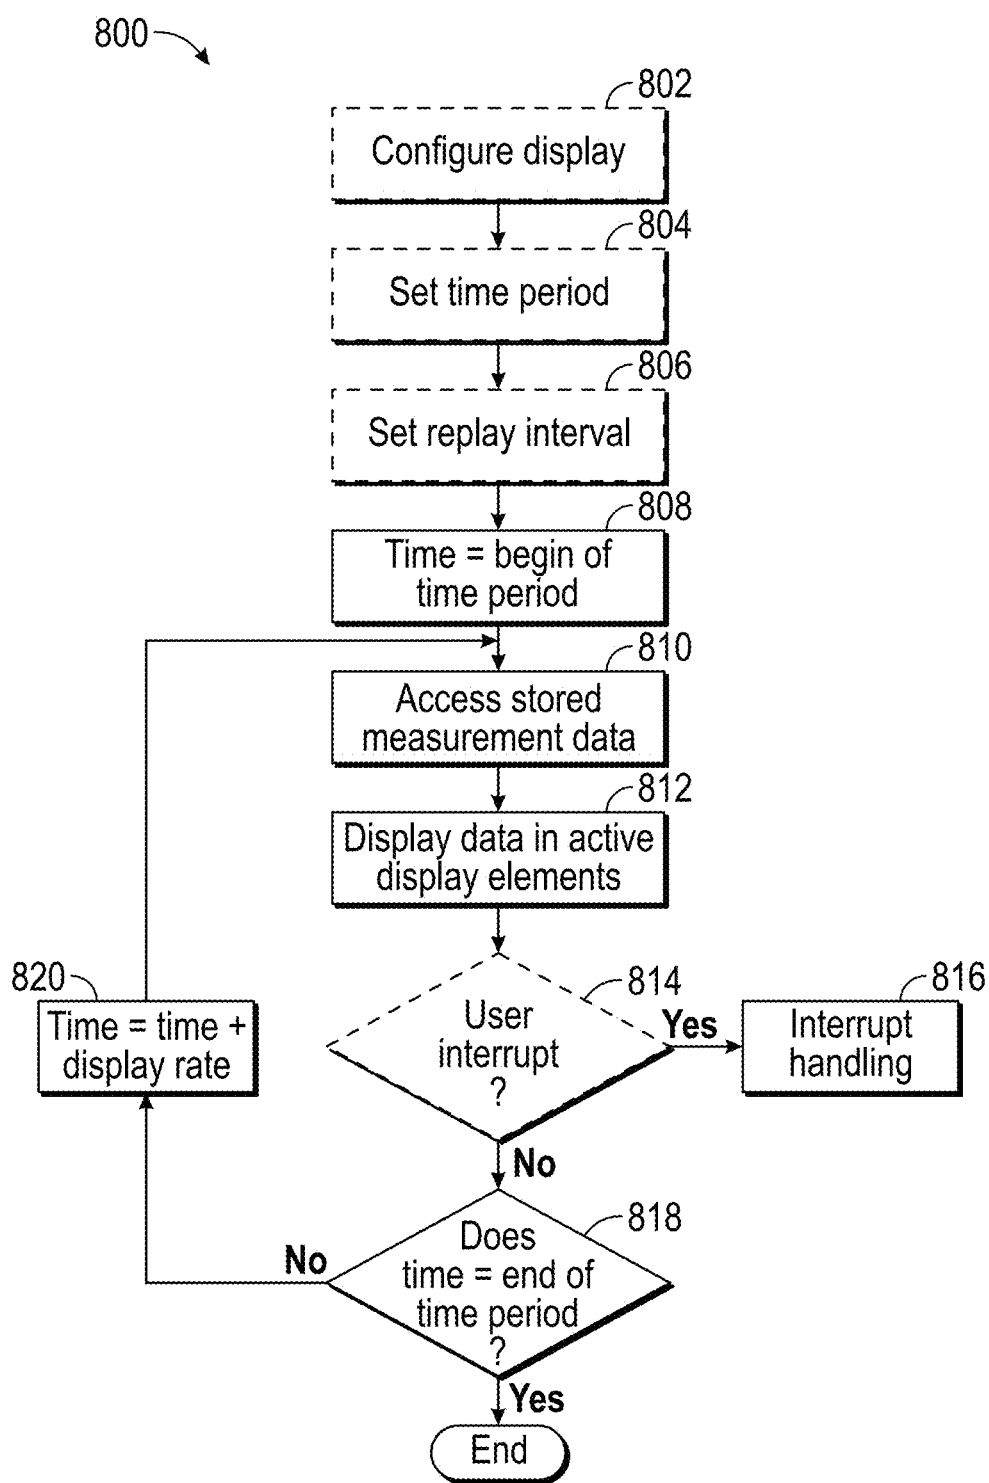 800
802
Configure display
804
Set time period
806
Set replay interval
808
Time = begin of
time period
810
Access stored
measurement data
812
Display data in active
display elements
814
User
interrupt
?
Yes
816
Interrupt
handling
820
Time = time +
display rate
No
818
Does
time = end of
time period
?
No
Yes
End